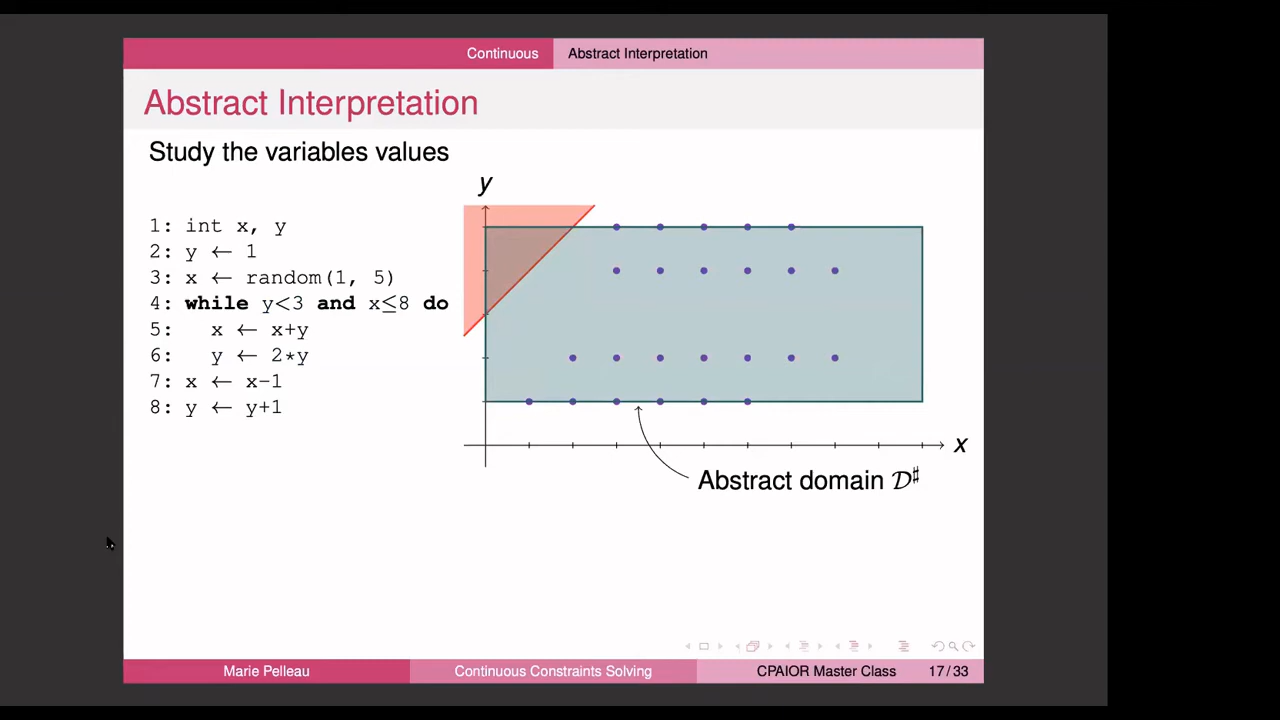 Continuous Abstract Interpretation
Abstract Interpretation
Study the variables values
1: int x, y
2: y ← 1
3: x ← random(1, 5)
4: while y<3 and x≤8 do
5: x ← x+y
6: y ← 2*y
7: x ← x-1
8: y ← y+1
y
x
Abstract domain 𝒟♯
Marie Pelleau Continuous Constraints Solving CPAIOR Master Class 17/33